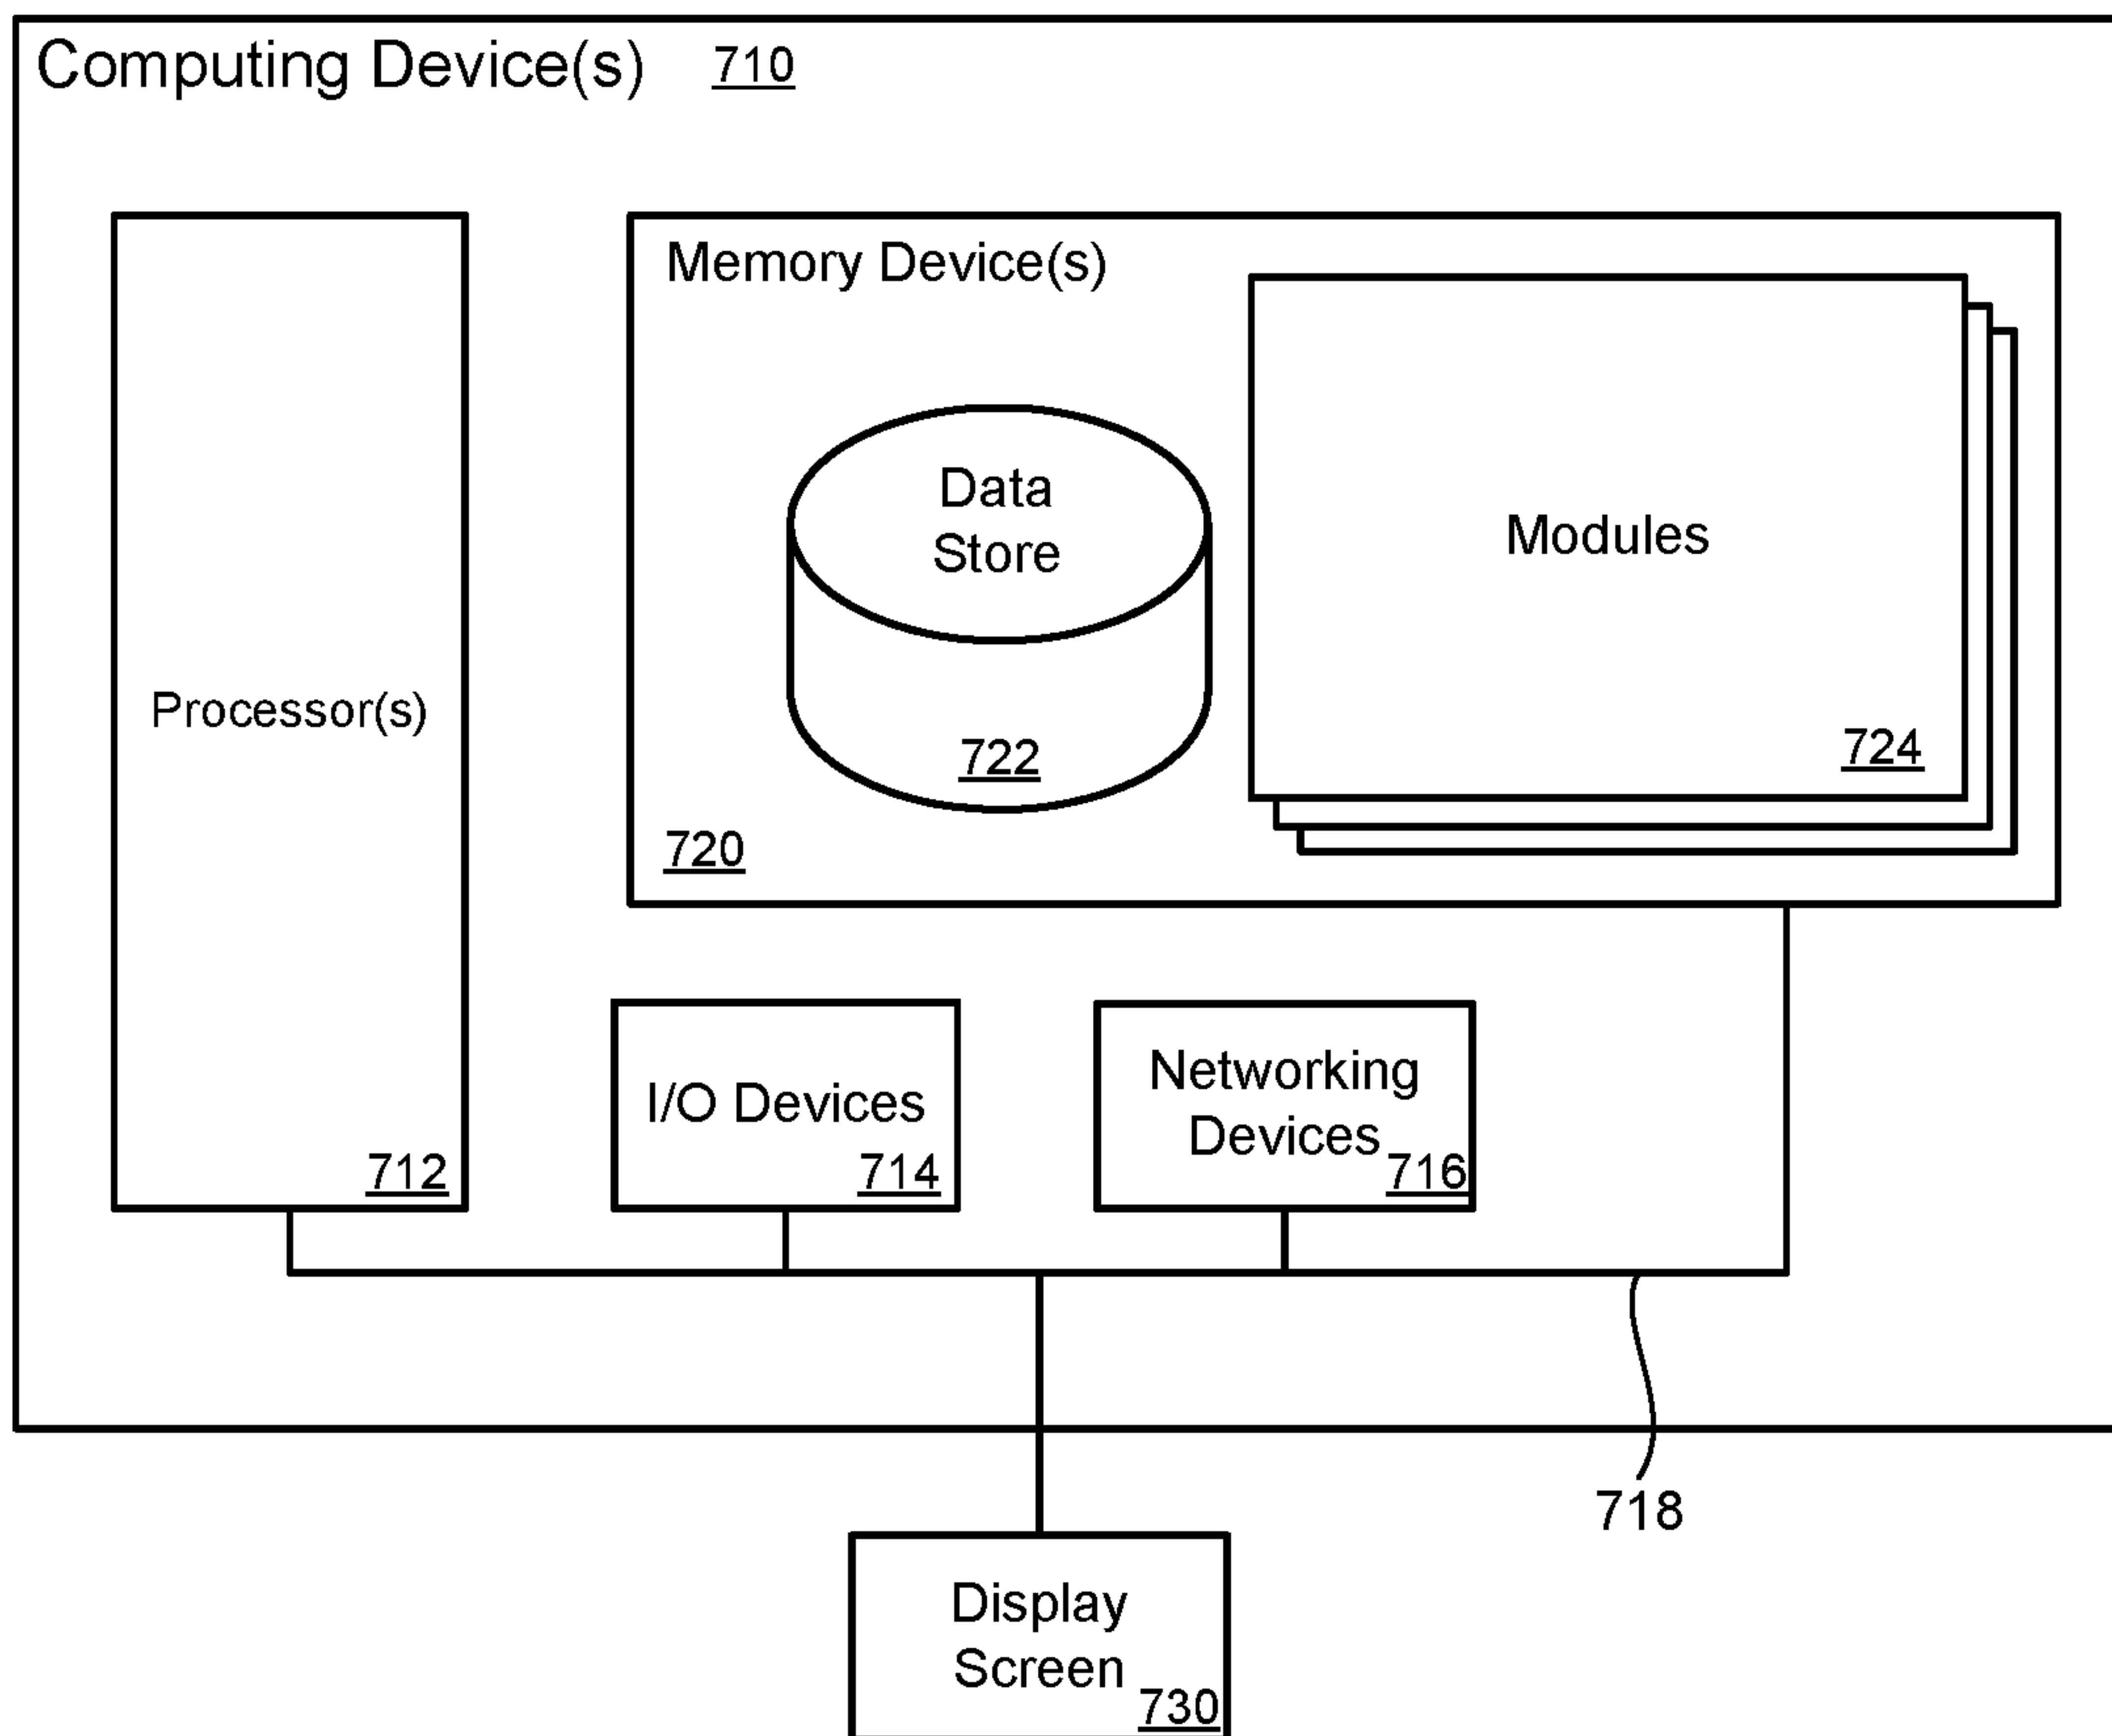 Computing Device(s) 710
Memory Device(s)
Data
Store
722
Modules
724
720
Processor(s)
712
I/O Devices
714
Networking
Devices
716
718
Display
Screen
730